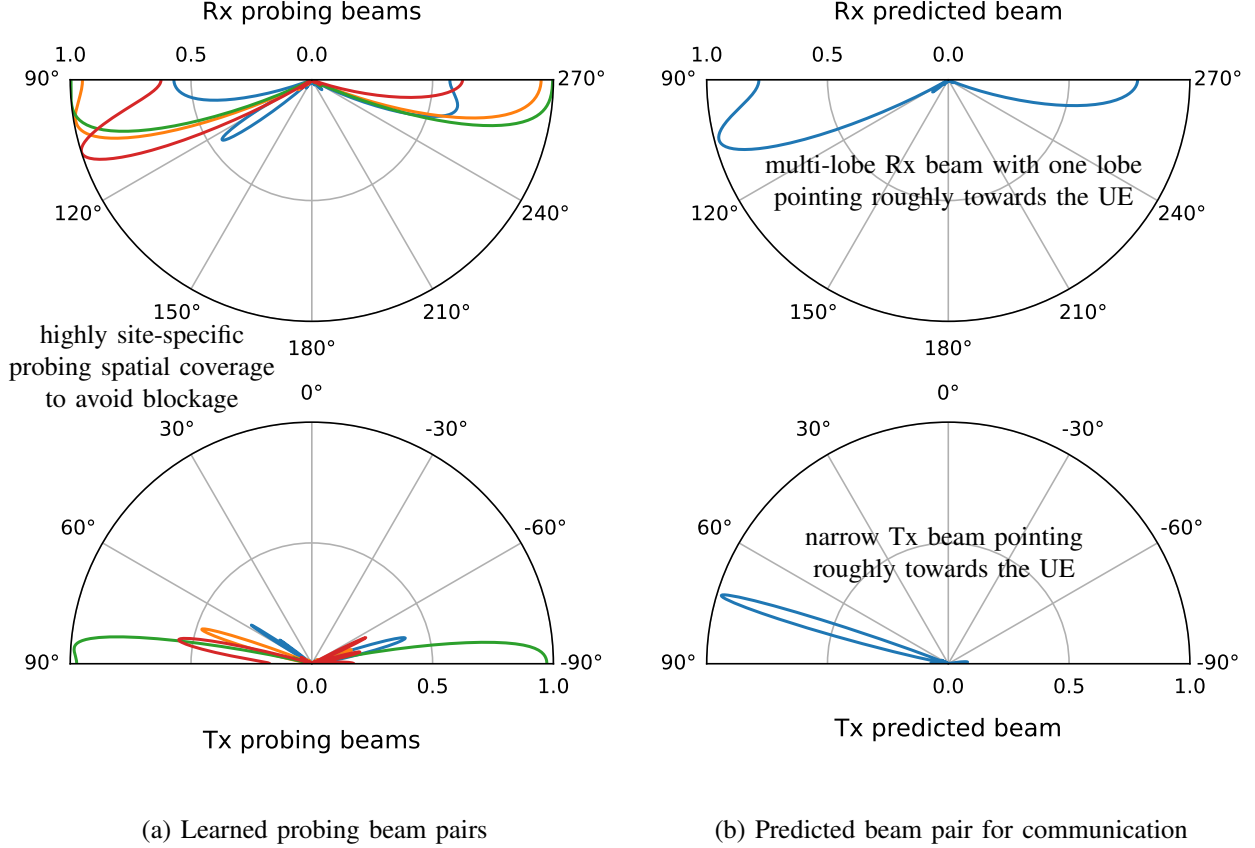 Rx probing beams
Rx predicted beam
1.0 0.5 0.0
1.0 0.5 0.0
90° 270°
90° 270°
multi-lobe Rx beam with one lobe
pointing roughly towards the UE
120° 240°
120° 240°
150° 210°
150° 210°
180°
180°
highly site-specific
probing spatial coverage
to avoid blockage
0°
0°
30° -30°
30° -30°
60° -60°
60° -60°
narrow Tx beam pointing
roughly towards the UE
90° -90°
90° -90°
0.0 0.5 1.0
0.0 0.5 1.0
Tx probing beams
Tx predicted beam
(a) Learned probing beam pairs
(b) Predicted beam pair for communication